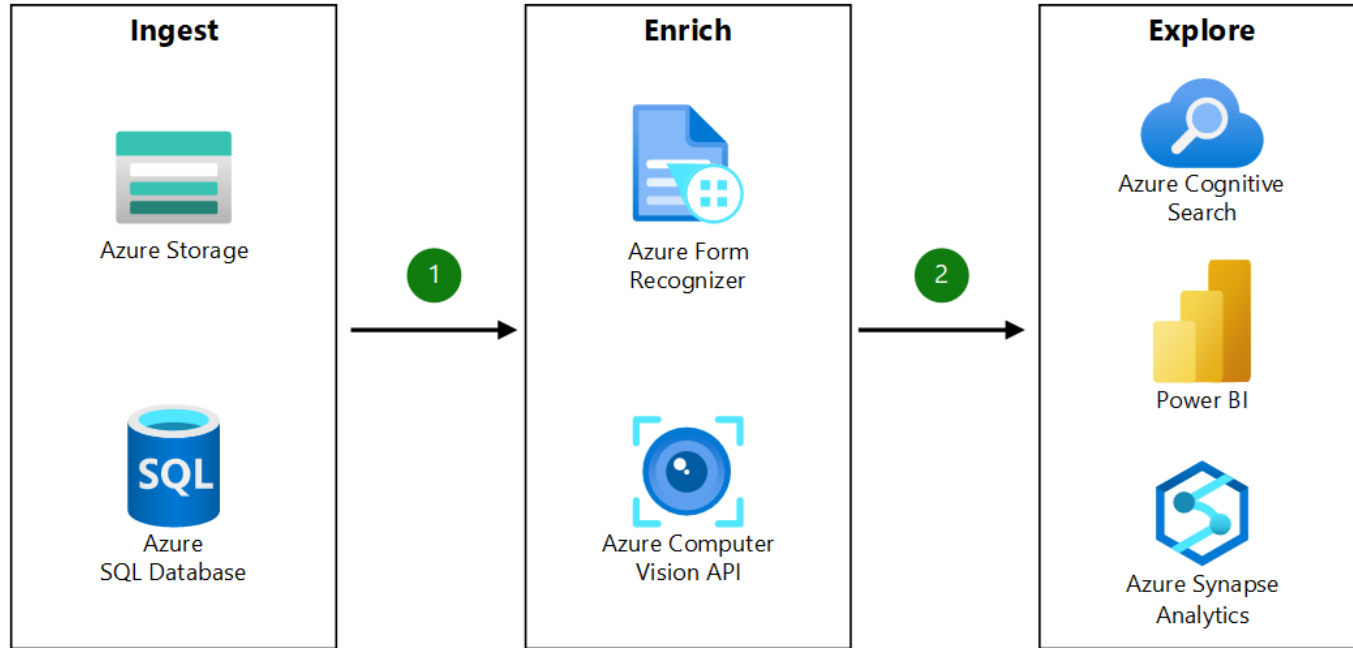 Ingest
Azure Storage
SQL
Azure
SQL Database
1
Enrich
Azure Form
Recognizer
Azure Computer
Vision API
2
Explore
Azure Cognitive
Search
Power BI
Azure Synapse
Analytics